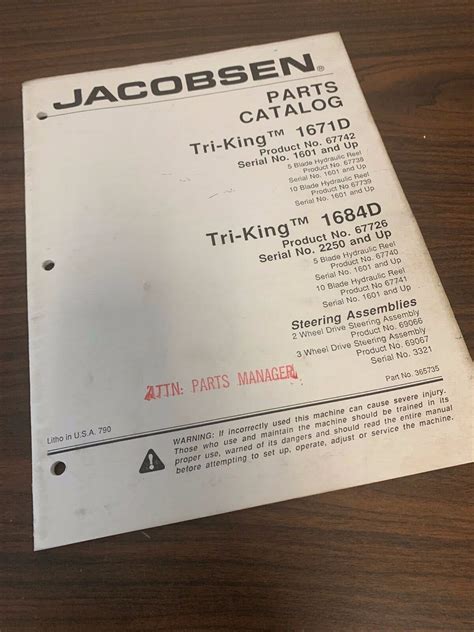 JACOBSEN®
PARTS
CATALOG
Tri-King™ 1671D
Product No. 67742
Serial No. 1601 and Up
5 Blade Hydraulic Reel
Product No. 67738
Serial No. 1601 and Up
10 Blade Hydraulic Reel
Product No. 67739
Serial No. 1601 and Up
Tri-King™ 1684D
Product No. 67726
Serial No. 2250 and Up
5 Blade Hydraulic Reel
Product No. 67740
Serial No. 1601 and Up
10 Blade Hydraulic Reel
Product No. 67741
Serial No. 1601 and Up
Steering Assemblies
2 Wheel Drive Steering Assembly
Product No. 69066
3 Wheel Drive Steering Assembly
Product No. 69067
Serial No. 3321
ATTN: PARTS MANAGER
Part No. 365735
Litho in U.S.A. 790
WARNING: If incorrectly used this machine can cause severe injury.
Those who use and maintain the machine should be trained in its
proper use, warned of its dangers and should read the entire manual
before attempting to set up, operate, adjust or service the machine.